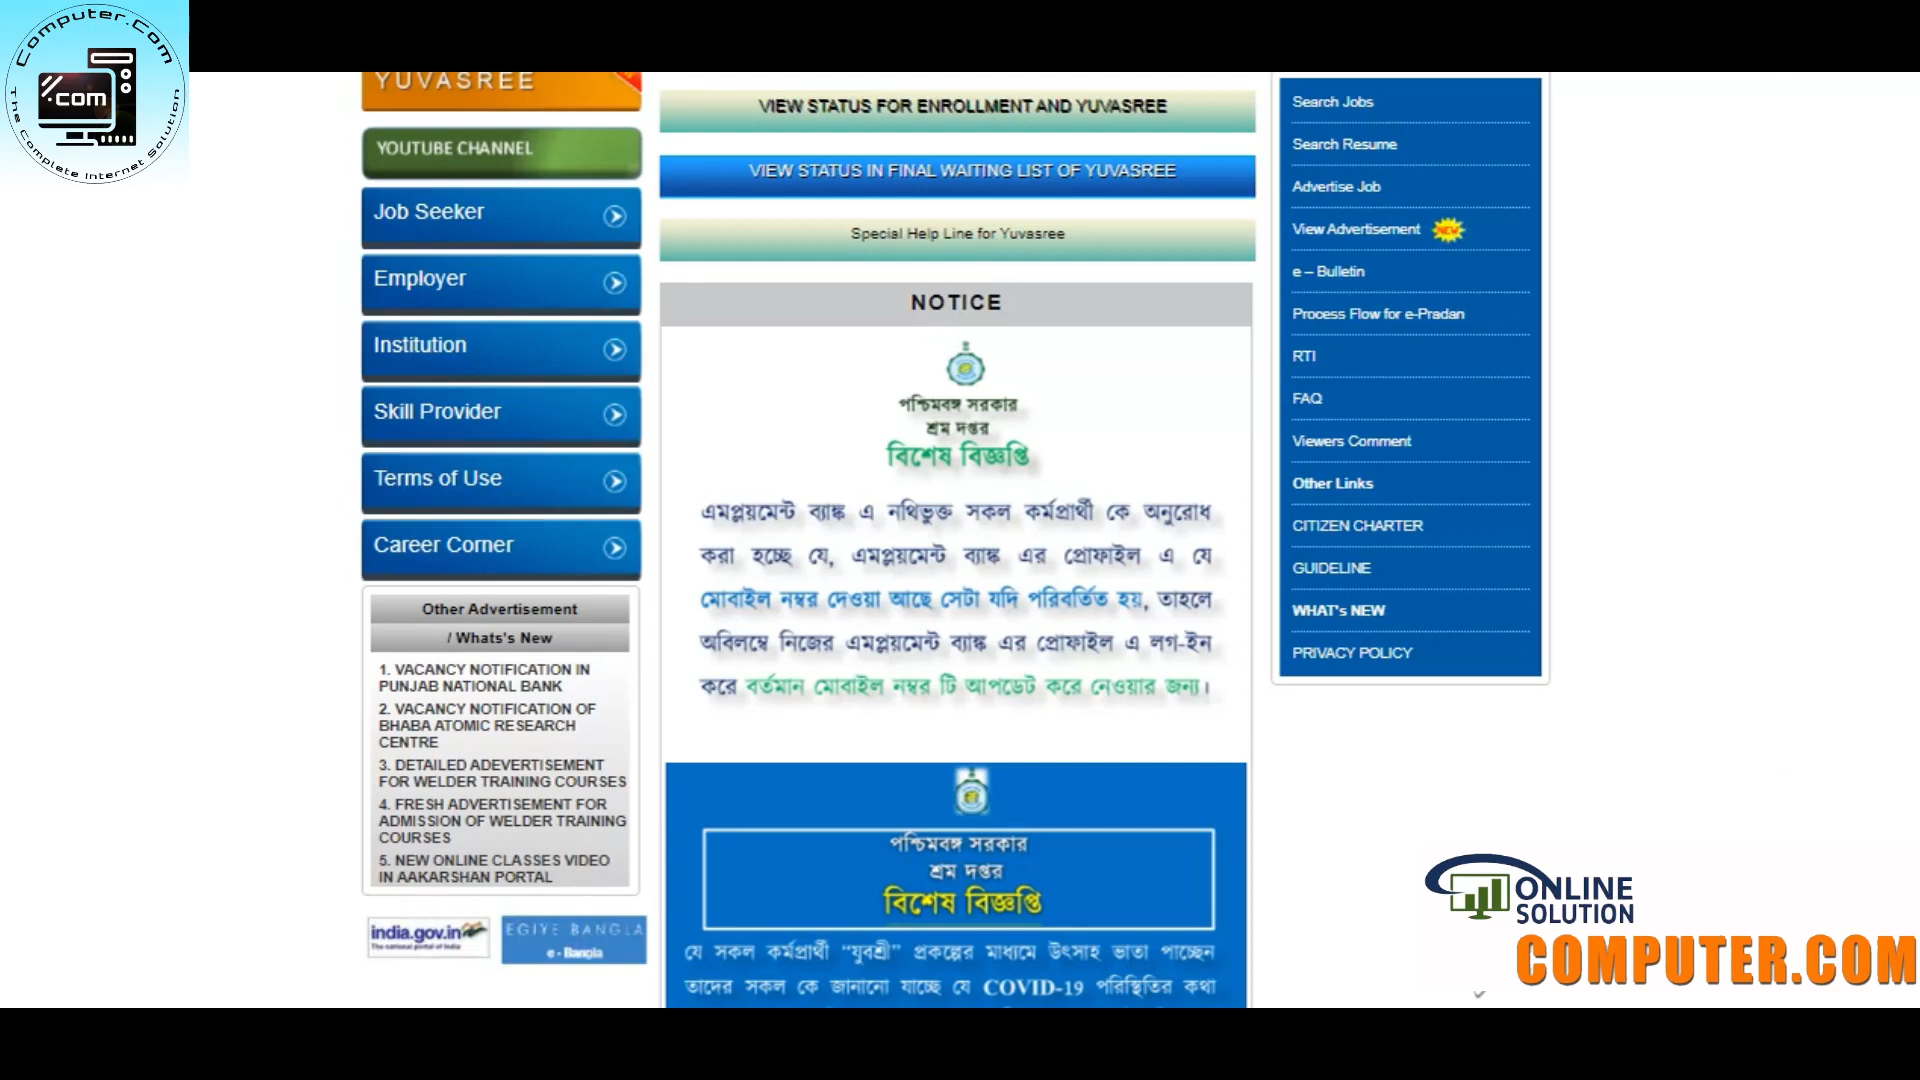 Computer.Com
.com
The Complete Internet Solution
YUVASREE
YOUTUBE CHANNEL
Job Seeker
Employer
Institution
Skill Provider
Terms of Use
Career Corner
Other Advertisement
/ Whats's New
1. VACANCY NOTIFICATION IN
PUNJAB NATIONAL BANK
2. VACANCY NOTIFICATION OF
BHABA ATOMIC RESEARCH
CENTRE
3. DETAILED ADEVERTISEMENT
FOR WELDER TRAINING COURSES
4. FRESH ADVERTISEMENT FOR
ADMISSION OF WELDER TRAINING
COURSES
5. NEW ONLINE CLASSES VIDEO
IN AAKARSHAN PORTAL
india.gov.in
The national portal of India
EGIYE BANGLA
e - Bangla
VIEW STATUS FOR ENROLLMENT AND YUVASREE
VIEW STATUS IN FINAL WAITING LIST OF YUVASREE
Special Help Line for Yuvasree
NOTICE
পশ্চিমবঙ্গ সরকার
শ্রম দপ্তর
বিশেষ বিজ্ঞপ্তি
এমপ্লয়মেন্ট ব্যাঙ্ক এ নথিভুক্ত সকল কর্মপ্রার্থী কে অনুরোধ
করা হচ্ছে যে, এমপ্লয়মেন্ট ব্যাঙ্ক এর প্রোফাইল এ যে
মোবাইল নম্বর দেওয়া আছে সেটা যদি পরিবর্তিত হয়, তাহলে
অবিলম্বে নিজের এমপ্লয়মেন্ট ব্যাঙ্ক এর প্রোফাইল এ লগ-ইন
করে বর্তমান মোবাইল নম্বর টি আপডেট করে নেওয়ার জন্য।
পশ্চিমবঙ্গ সরকার
শ্রম দপ্তর
বিশেষ বিজ্ঞপ্তি
যে সকল কর্মপ্রার্থী “যুবশ্রী” প্রকল্পের মাধ্যমে উৎসাহ ভাতা পাচ্ছেন
তাদের সকল কে জানানো যাচ্ছে যে COVID-19 পরিস্থিতির কথা
Search Jobs
Search Resume
Advertise Job
View Advertisement NEW
e – Bulletin
Process Flow for e-Pradan
RTI
FAQ
Viewers Comment
Other Links
CITIZEN CHARTER
GUIDELINE
WHAT's NEW
PRIVACY POLICY
ONLINE
SOLUTION
COMPUTER.COM